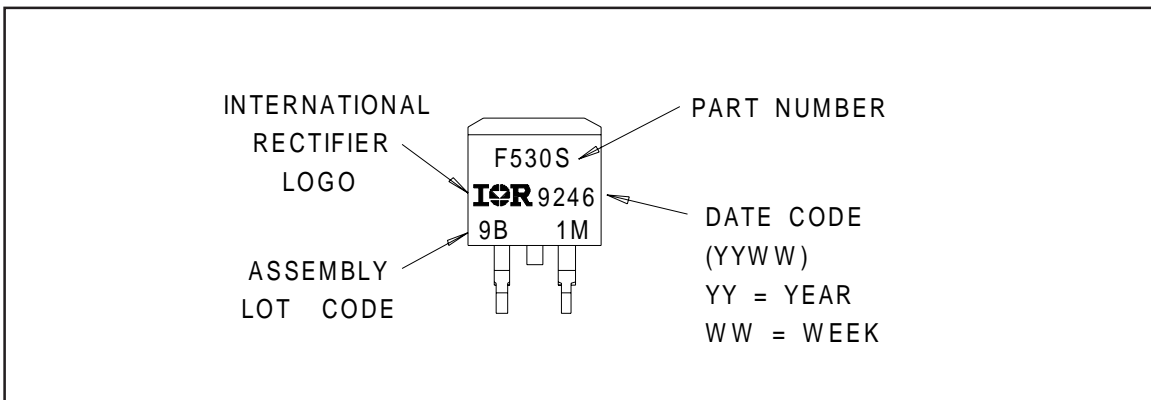 INTERNATIONAL
RECTIFIER
LOGO
ASSEMBLY
LOT CODE
F530S
IOR 9246
9B 1M
PART NUMBER
DATE CODE
(YYWW)
YY = YEAR
WW = WEEK